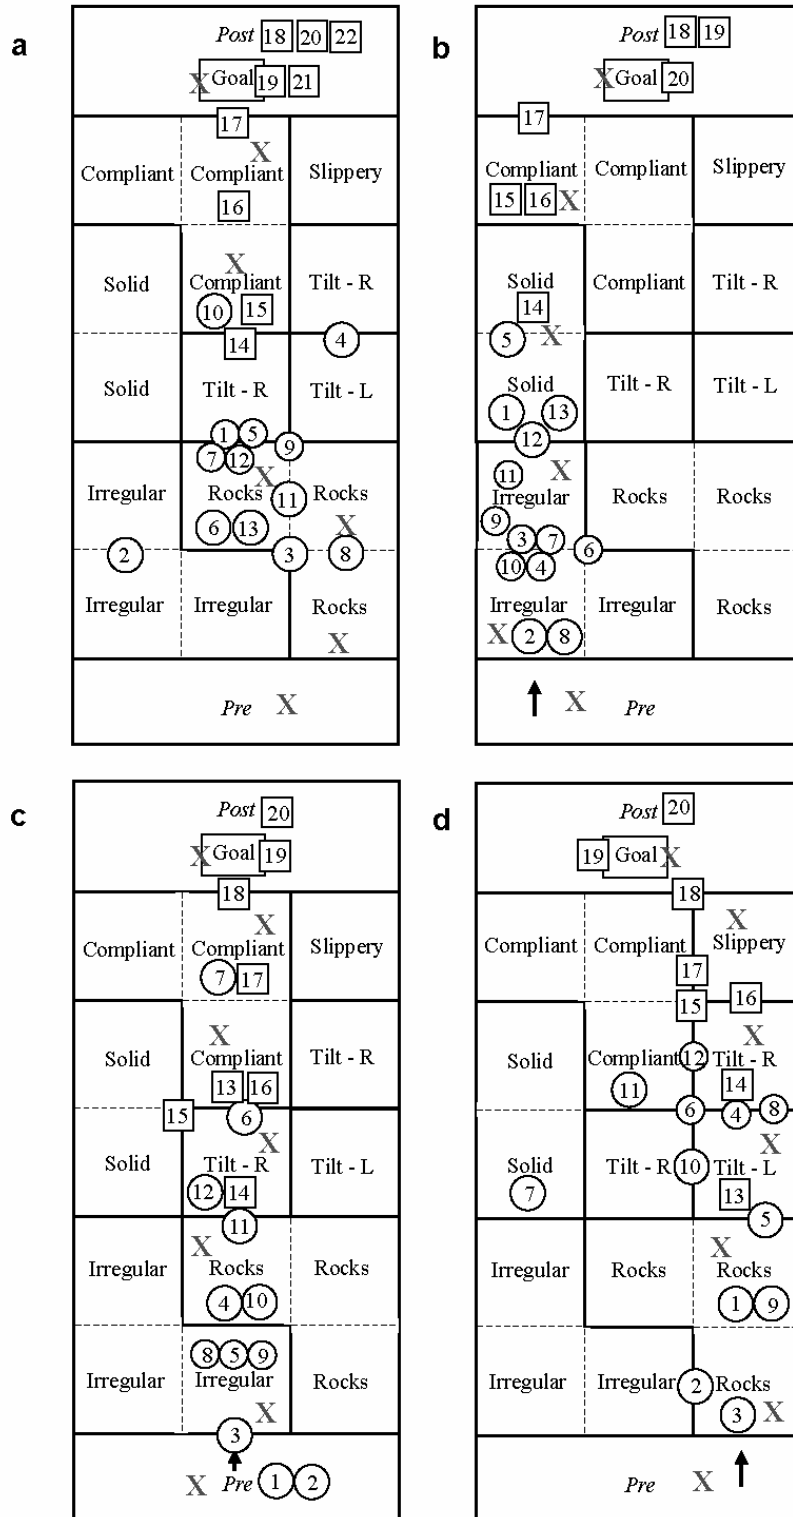 a
Post 18 20 22
X Goal 19 21
17
X
Compliant Compliant Slippery
16
X
Solid Compliant Tilt - R
10 15
14 4
Solid Tilt - R Tilt - L
1 5
9
7 12
X
Irregular Rocks Rocks
11
6 13 X
2 3 8
Irregular Irregular Rocks
X
Pre X
b
Post 18 19
X Goal 20
17
Compliant Compliant Slippery
15 16 X
Solid Compliant Tilt - R
14
5 X
Solid Tilt - R Tilt - L
1 13
12
11 X
Irregular Rocks Rocks
9
3 7
6
10 4
Irregular Irregular Rocks
X 2 8
X Pre
c
Post 20
X Goal 19
18
X
Compliant Compliant Slippery
7 17
X
Solid Compliant Tilt - R
13 16
15 6
X
Solid Tilt - R Tilt - L
12 14
11
X
Irregular Rocks Rocks
4 10
8 5 9
Irregular Irregular Rocks
X
3
X Pre 1 2
d
Post 20
19 Goal X
18
X
Compliant Compliant Slippery
17
15 16
X
Solid Compliant 12 Tilt - R
11 14
6 4 8
X
Solid Tilt - R 10 Tilt - L
7 13
5
X
Irregular Rocks Rocks
1 9
Irregular Irregular 2 Rocks
3 X
Pre X